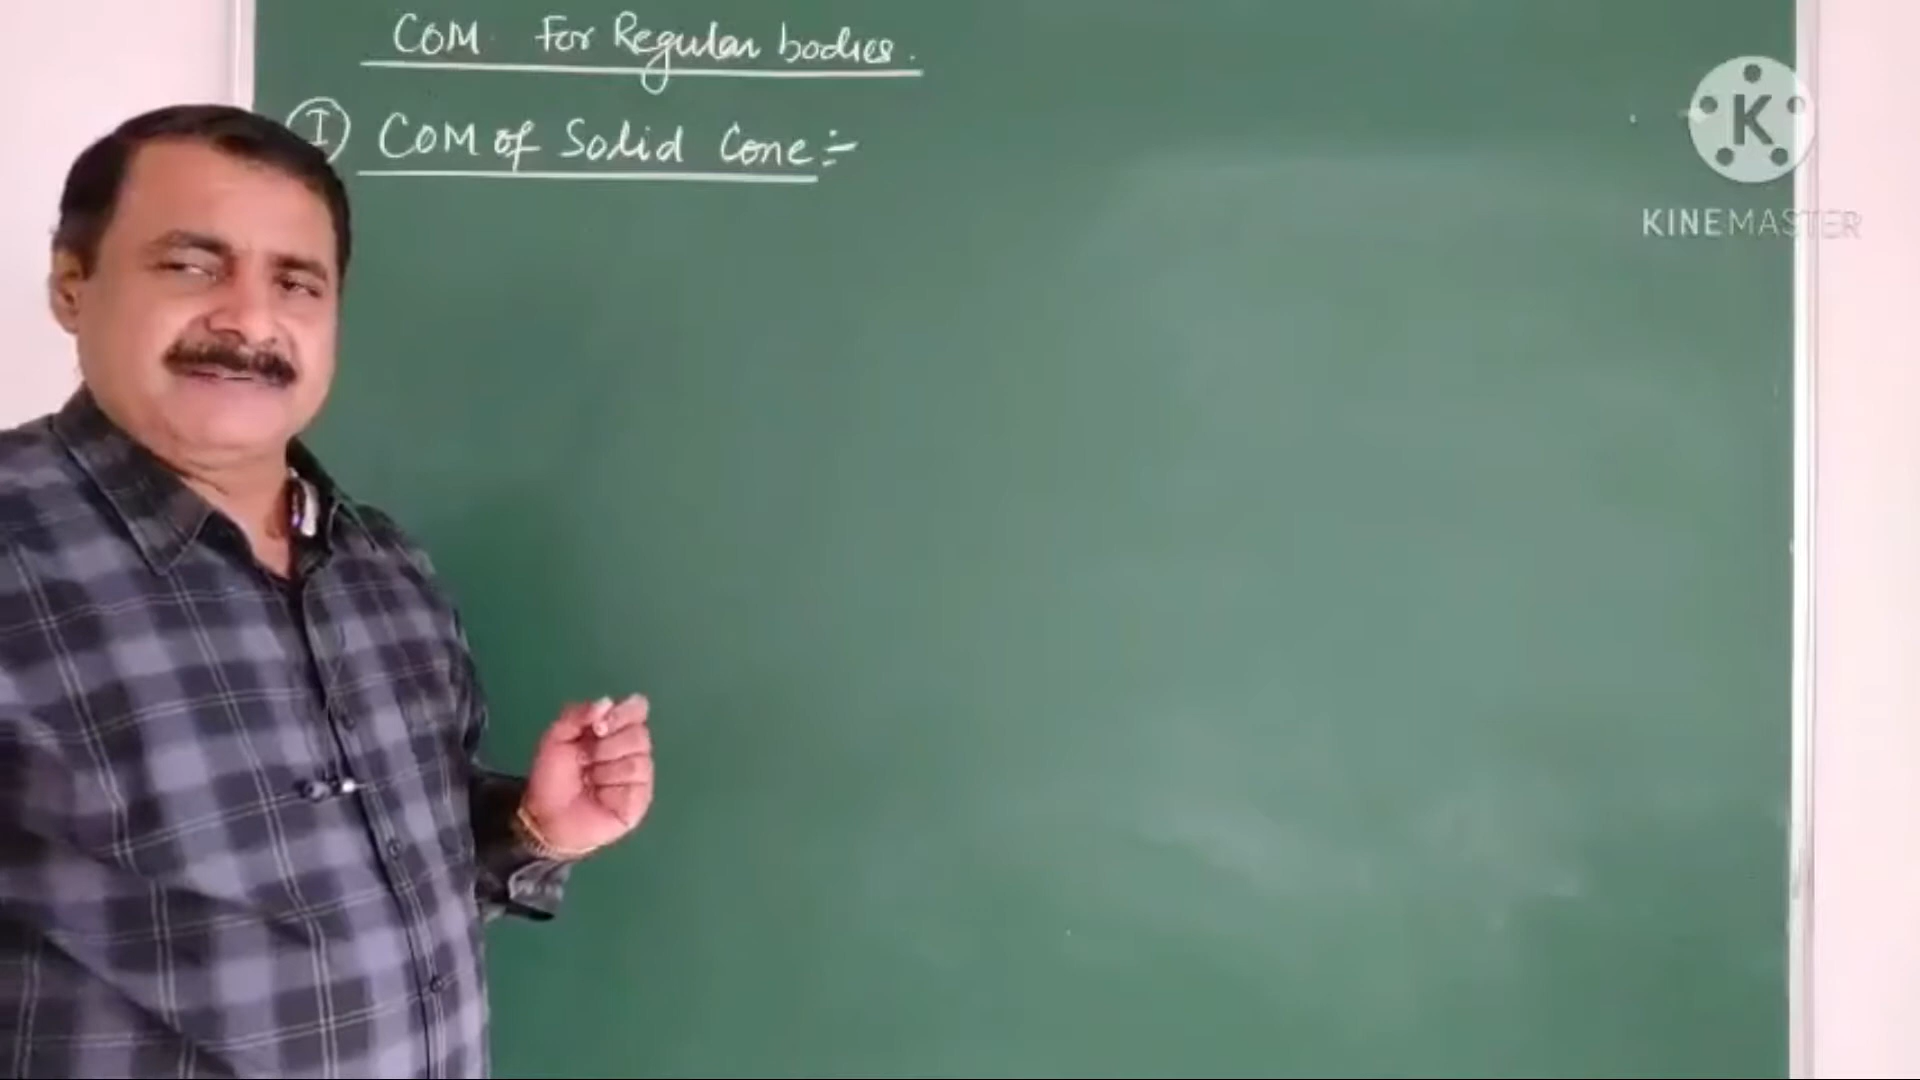 COM For Regular bodies.
I COM of Solid Cone :-
K
KINEMASTER